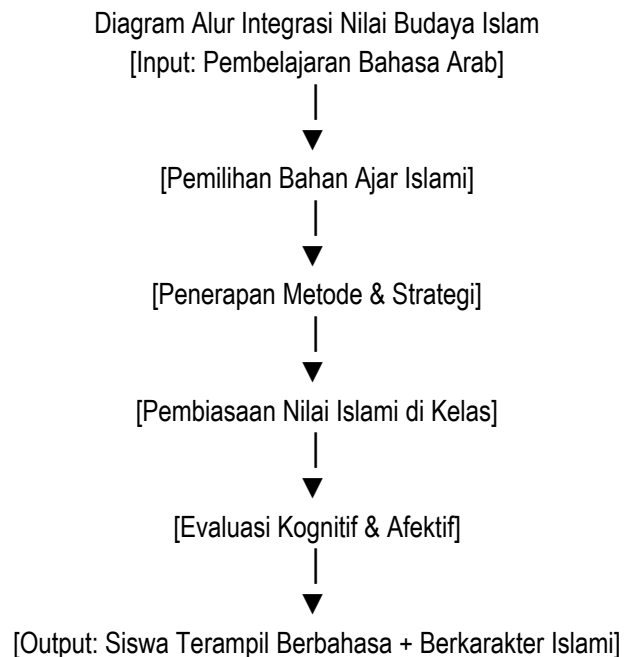 Diagram Alur Integrasi Nilai Budaya Islam
[Input: Pembelajaran Bahasa Arab]
[Pemilihan Bahan Ajar Islami]
[Penerapan Metode & Strategi]
[Pembiasaan Nilai Islami di Kelas]
[Evaluasi Kognitif & Afektif]
[Output: Siswa Terampil Berbahasa + Berkarakter Islami]